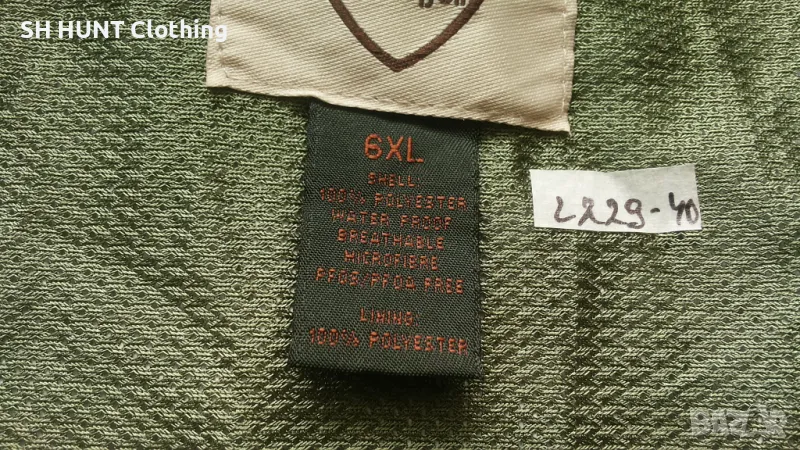 SH HUNT Clothing
6XL
SHELL
100% POLYESTER
WATER PROOF
BREATHABLE
MICROFIBRE
PFOS/PFOA FREE
LINING
100% POLYESTER
2229-40
BAZ